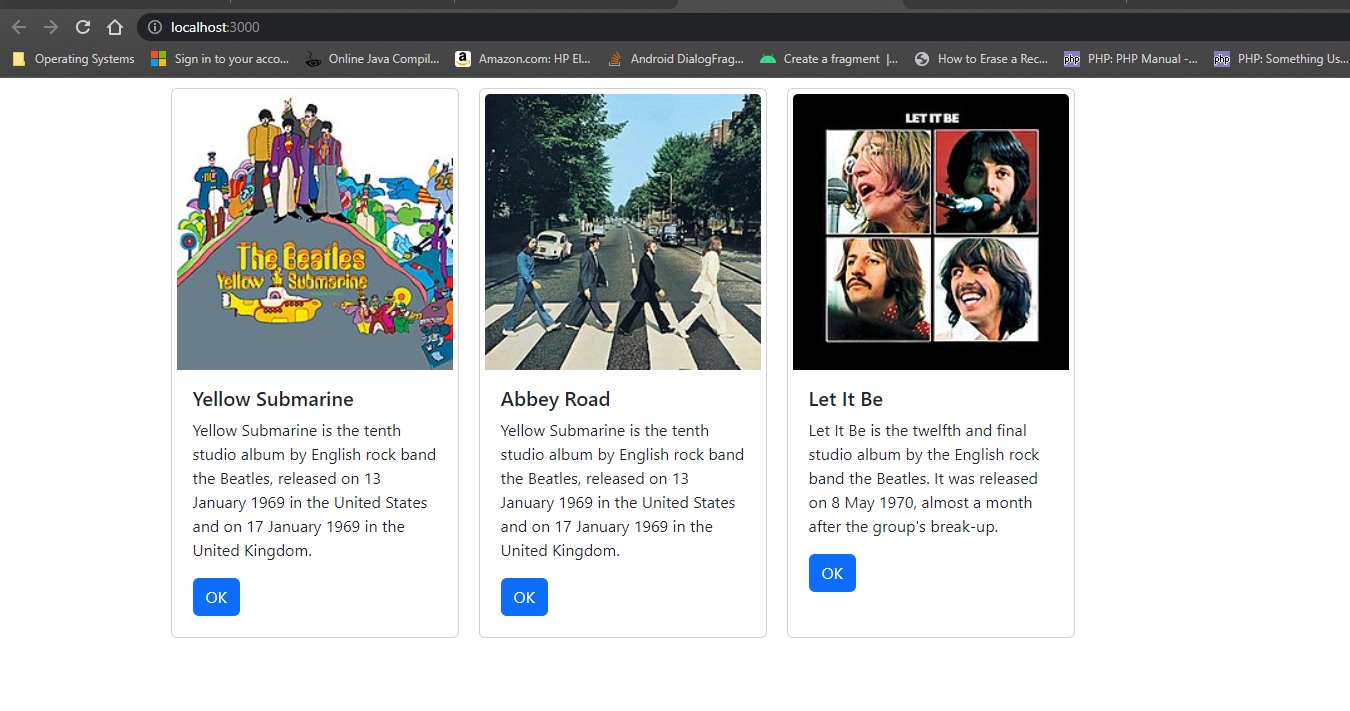 localhost:3000
Operating Systems
Sign in to your acco...
Online Java Compil...
a
Amazon.com: HP El...
Android DialogFrag...
Create a fragment |...
How to Erase a Rec...
php
PHP: PHP Manual -...
php
PHP: Something Us...
The Beatles
Yellow Submarine
LET IT BE
Yellow Submarine
Yellow Submarine is the tenth
studio album by English rock band
the Beatles, released on 13
January 1969 in the United States
and on 17 January 1969 in the
United Kingdom.
OK
Abbey Road
Yellow Submarine is the tenth
studio album by English rock band
the Beatles, released on 13
January 1969 in the United States
and on 17 January 1969 in the
United Kingdom.
OK
Let It Be
Let It Be is the twelfth and final
studio album by the English rock
band the Beatles. It was released
on 8 May 1970, almost a month
after the group's break-up.
OK